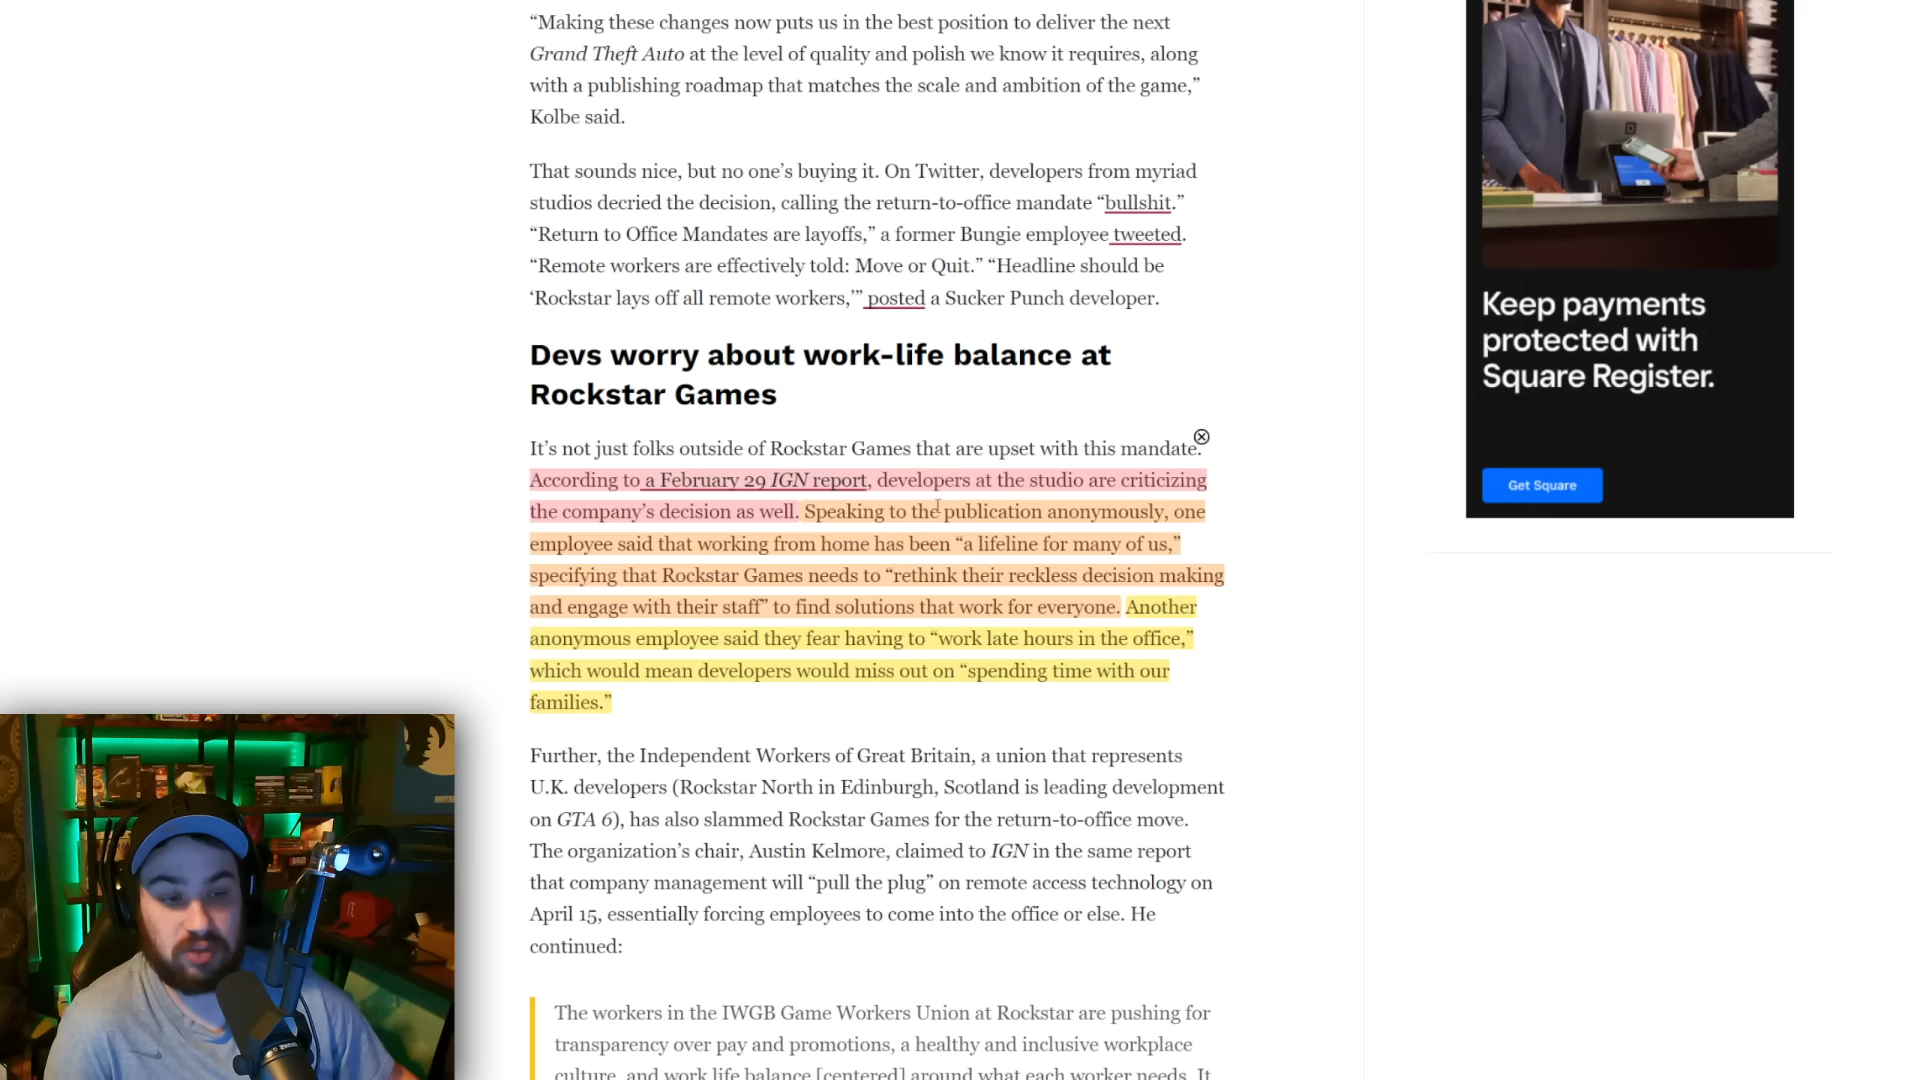 “Making these changes now puts us in the best position to deliver the next
Grand Theft Auto at the level of quality and polish we know it requires, along
with a publishing roadmap that matches the scale and ambition of the game,”
Kolbe said.
That sounds nice, but no one’s buying it. On Twitter, developers from myriad
studios decried the decision, calling the return-to-office mandate “bullshit.”
“Return to Office Mandates are layoffs,” a former Bungie employee tweeted.
“Remote workers are effectively told: Move or Quit.” “Headline should be
‘Rockstar lays off all remote workers,’” posted a Sucker Punch developer.
Devs worry about work-life balance at
Rockstar Games
It’s not just folks outside of Rockstar Games that are upset with this mandate.
According to a February 29 IGN report, developers at the studio are criticizing
the company’s decision as well. Speaking to the publication anonymously, one
employee said that working from home has been “a lifeline for many of us,”
specifying that Rockstar Games needs to “rethink their reckless decision making
and engage with their staff” to find solutions that work for everyone. Another
anonymous employee said they fear having to “work late hours in the office,”
which would mean developers would miss out on “spending time with our
families.”
Further, the Independent Workers of Great Britain, a union that represents
U.K. developers (Rockstar North in Edinburgh, Scotland is leading development
on GTA 6), has also slammed Rockstar Games for the return-to-office move.
The organization’s chair, Austin Kelmore, claimed to IGN in the same report
that company management will “pull the plug” on remote access technology on
April 15, essentially forcing employees to come into the office or else. He
continued:
The workers in the IWGB Game Workers Union at Rockstar are pushing for
transparency over pay and promotions, a healthy and inclusive workplace
culture, and work life balance [centered] around what each worker needs. It
Keep payments
protected with
Square Register.
Get Square